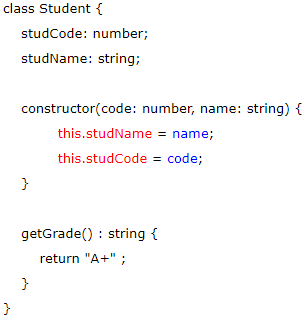 class Student {
studCode: number;
studName: string;
constructor(code: number, name: string) {
this.studName = name;
this.studCode = code;
}
getGrade() : string {
return "A+" ;
}
}